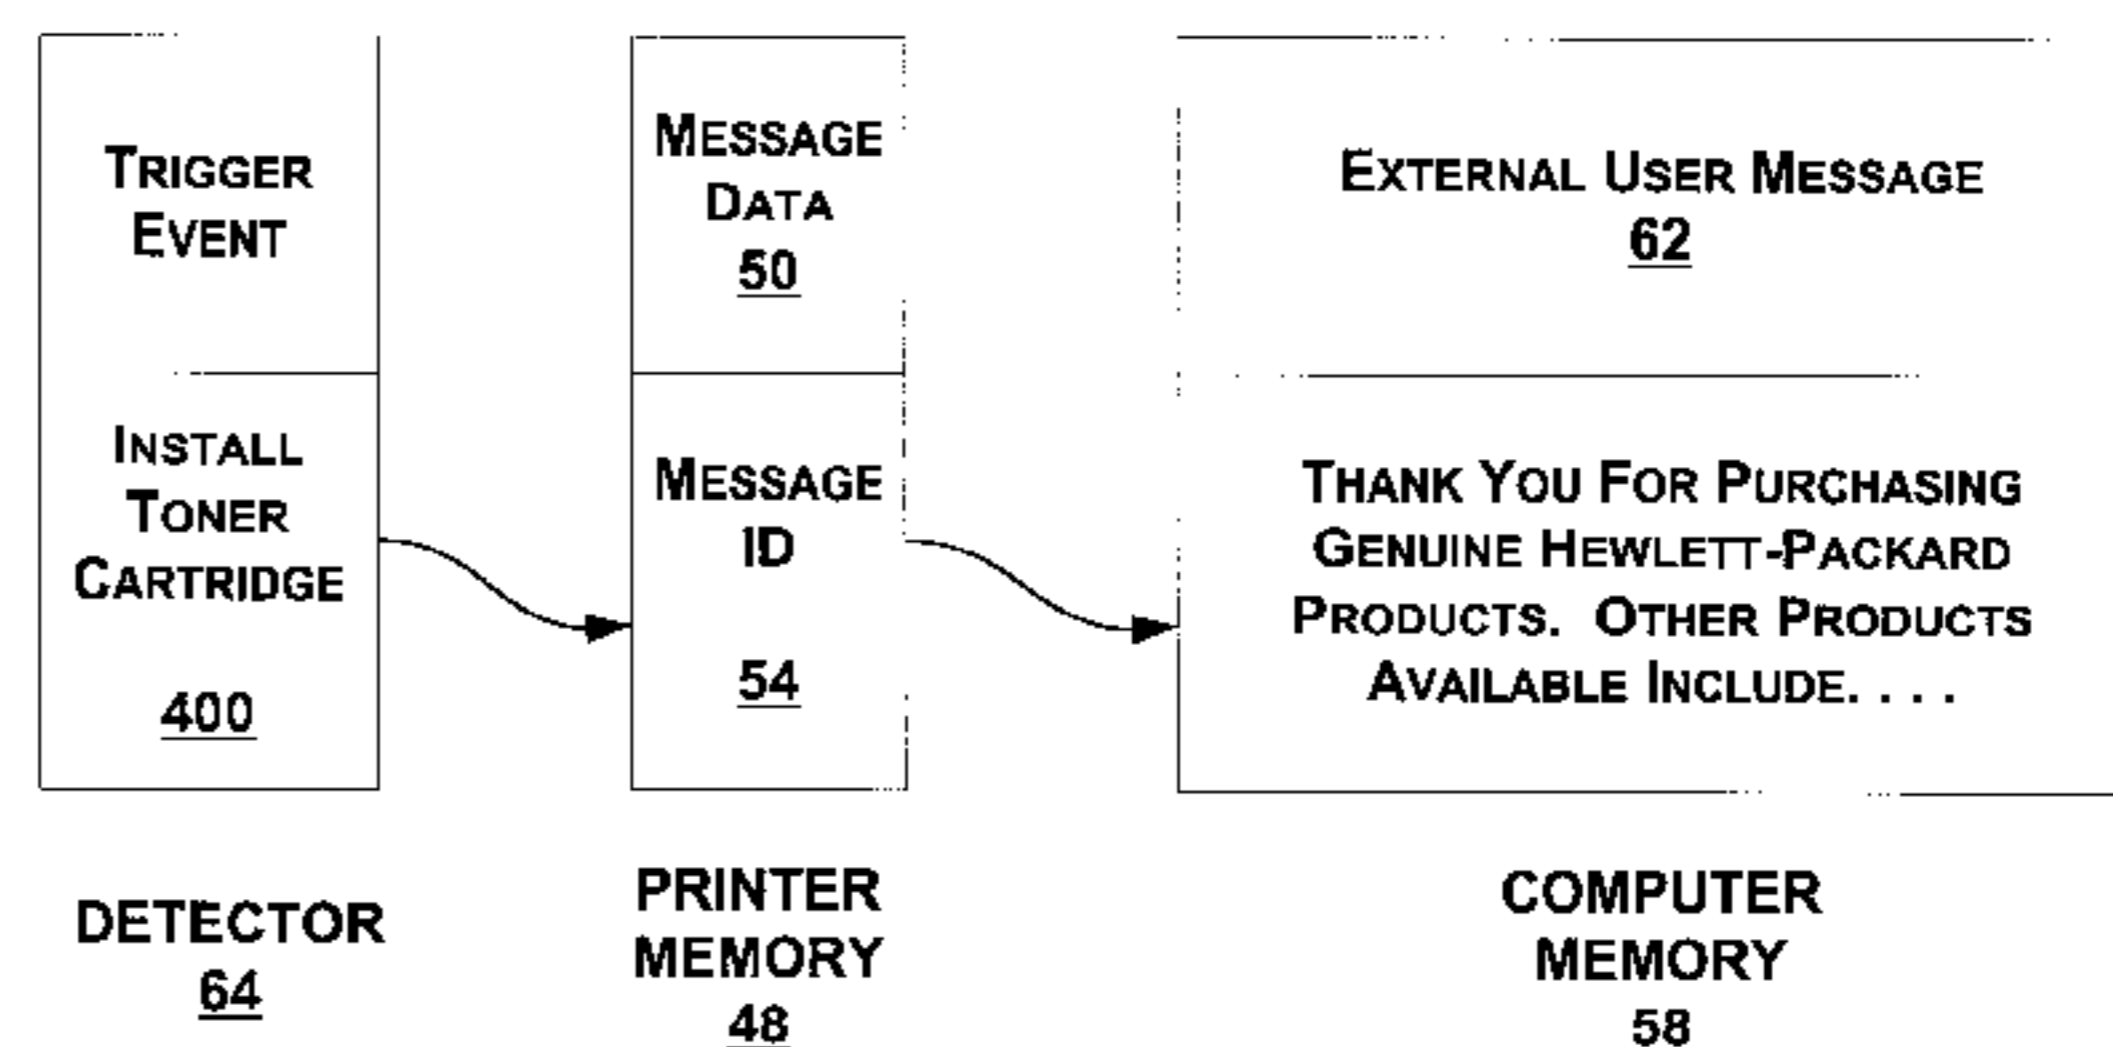 TRIGGER
EVENT
INSTALL
TONER
CARTRIDGE
400
DETECTOR
64
MESSAGE
DATA
50
MESSAGE
ID
54
PRINTER
MEMORY
48
EXTERNAL USER MESSAGE
62
THANK YOU FOR PURCHASING
GENUINE HEWLETT-PACKARD
PRODUCTS. OTHER PRODUCTS
AVAILABLE INCLUDE. . . .
COMPUTER
MEMORY
58